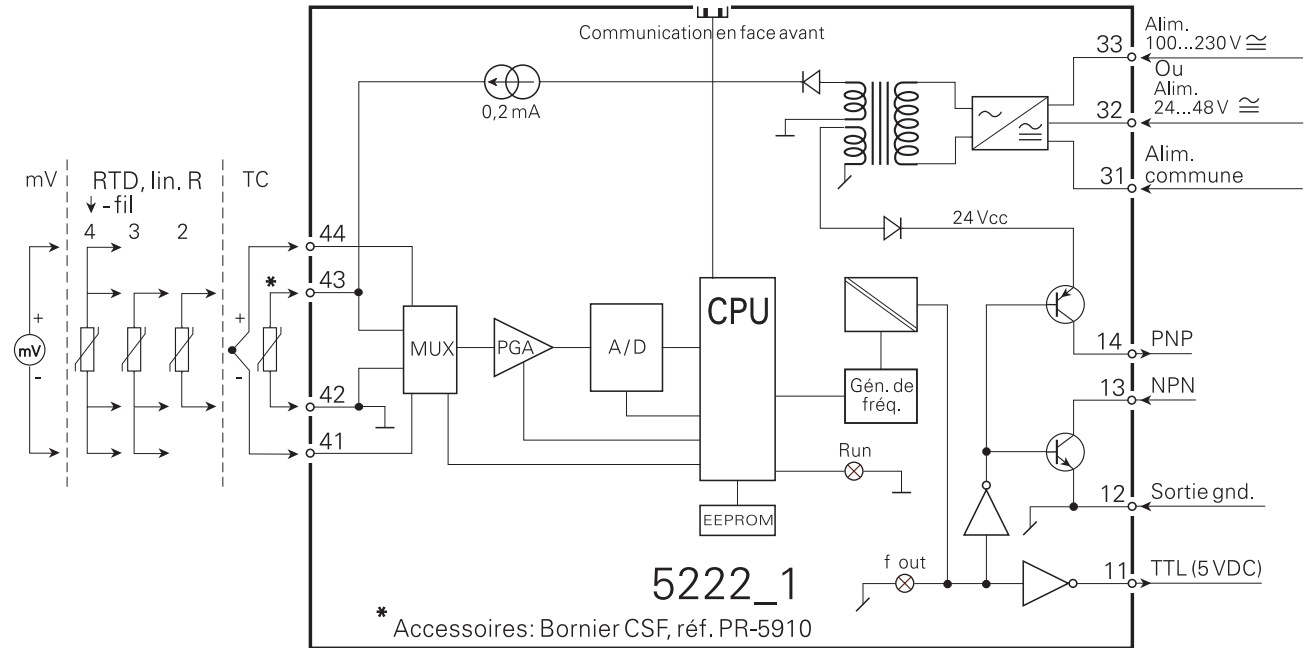 Communication en face avant
0,2 mA
33
Alim.
100...230 V ≅
Ou
Alim.
24...48 V ≅
32
Alim.
commune
31
mV
RTD, lin. R
↓ - fil
4 3 2
TC
24 Vcc
44
*
43
+
mV
-
+
-
42
41
MUX
PGA
A/D
CPU
EEPROM
Gén. de
fréq.
Run
14
PNP
13
NPN
12
Sortie gnd.
11
TTL (5 VDC)
f out
5222_1
* Accessoires: Bornier CSF, réf. PR-5910